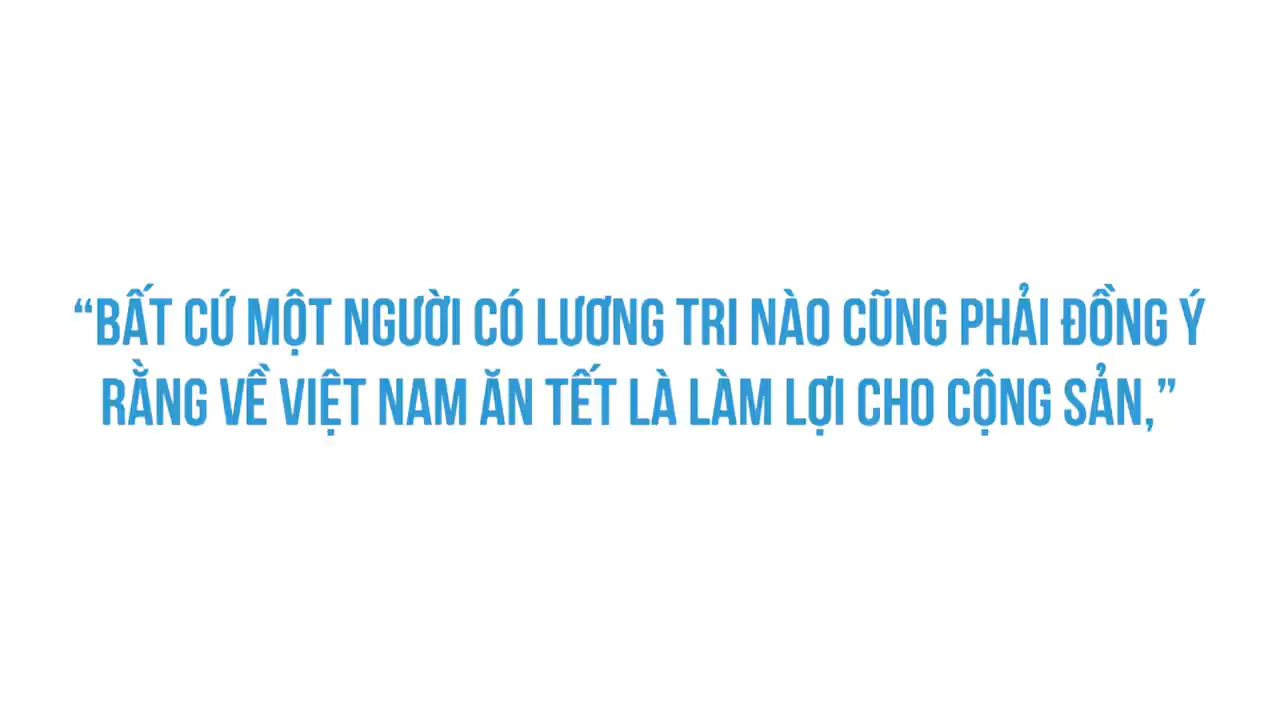 “BẤT CỨ MỘT NGƯỜI CÓ LƯƠNG TRI NÀO CŨNG PHẢI ĐỒNG Ý
RẰNG VỀ VIỆT NAM ĂN TẾT LÀ LÀM LỢI CHO CỘNG SẢN,”